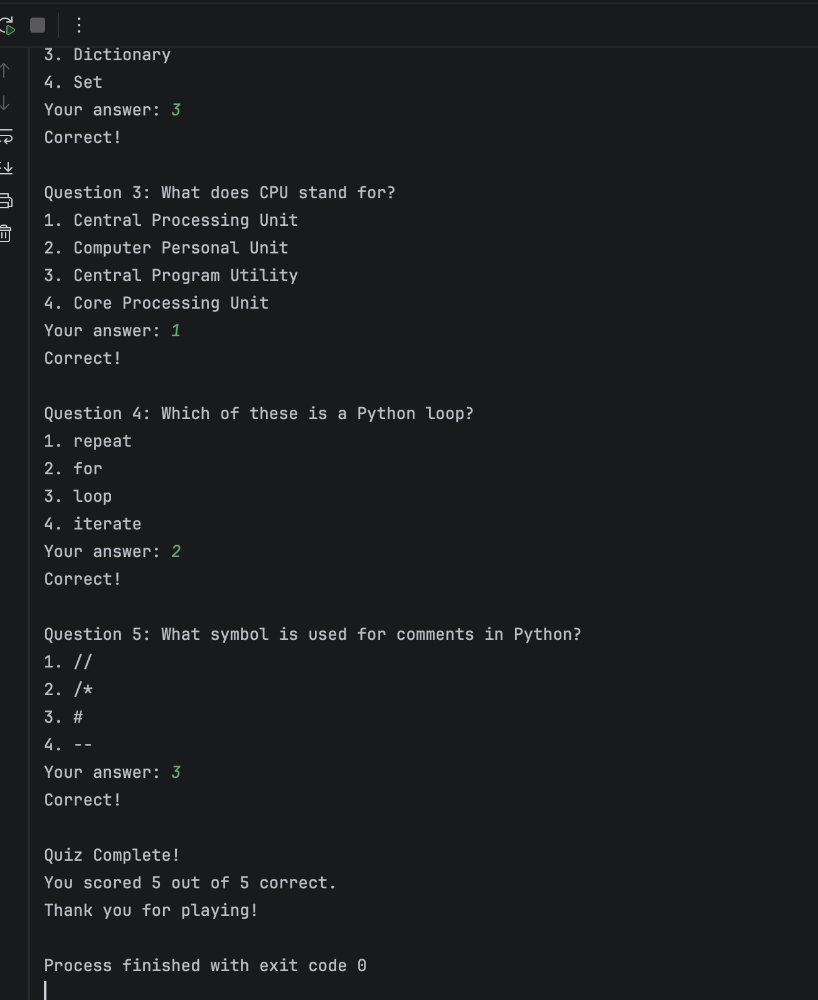 3. Dictionary
4. Set
Your answer: 3
Correct!
Question 3: What does CPU stand for?
1. Central Processing Unit
2. Computer Personal Unit
3. Central Program Utility
4. Core Processing Unit
Your answer: 1
Correct!
Question 4: Which of these is a Python loop?
1. repeat
2. for
3. loop
4. iterate
Your answer: 2
Correct!
Question 5: What symbol is used for comments in Python?
1. //
2. /*
3. #
4. --
Your answer: 3
Correct!
Quiz Complete!
You scored 5 out of 5 correct.
Thank you for playing!
Process finished with exit code 0